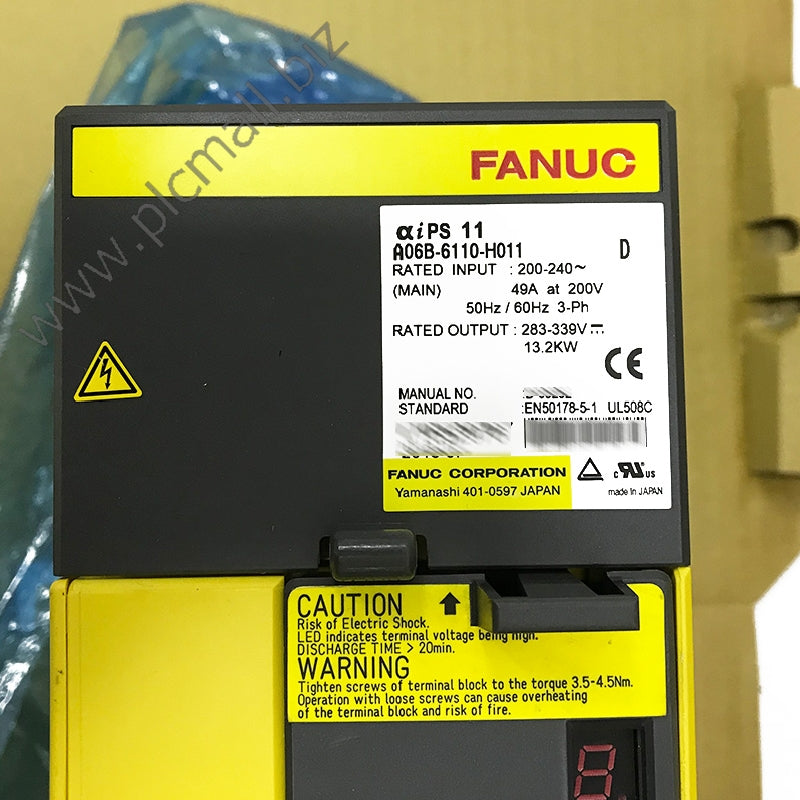 www.plcmall.biz
FANUC
αiPS 11
A06B-6110-H011 D
RATED INPUT : 200-240~
(MAIN) 49A at 200V
50Hz / 60Hz 3-Ph
RATED OUTPUT : 283-339V⎓
13.2KW
CE
MANUAL NO.
STANDARD :EN50178-5-1 UL508C
FANUC CORPORATION
Yamanashi 401-0597 JAPAN
c RU US
made in JAPAN
CAUTION
Risk of Electric Shock.
LED indicates terminal voltage being high.
DISCHARGE TIME > 20min.
WARNING
Tighten screws of terminal block to the torque 3.5-4.5Nm.
Operation with loose screws can cause overheating
of the terminal block and risk of fire.